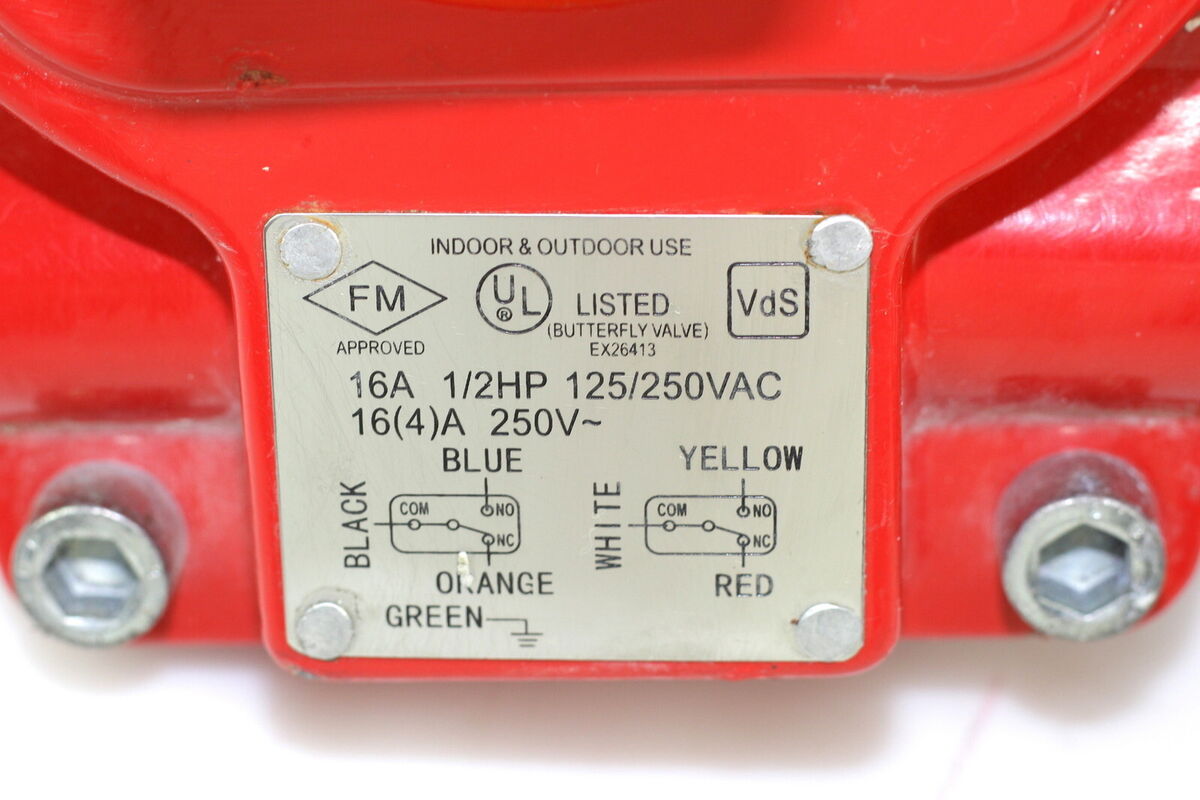 INDOOR & OUTDOOR USE
FM
APPROVED
UL ®
LISTED
(BUTTERFLY VALVE)
EX26413
VdS
16A 1/2HP 125/250VAC
16(4)A 250V~
BLUE
BLACK
COM
NO
NC
ORANGE
YELLOW
WHITE
COM
NO
NC
RED
GREEN